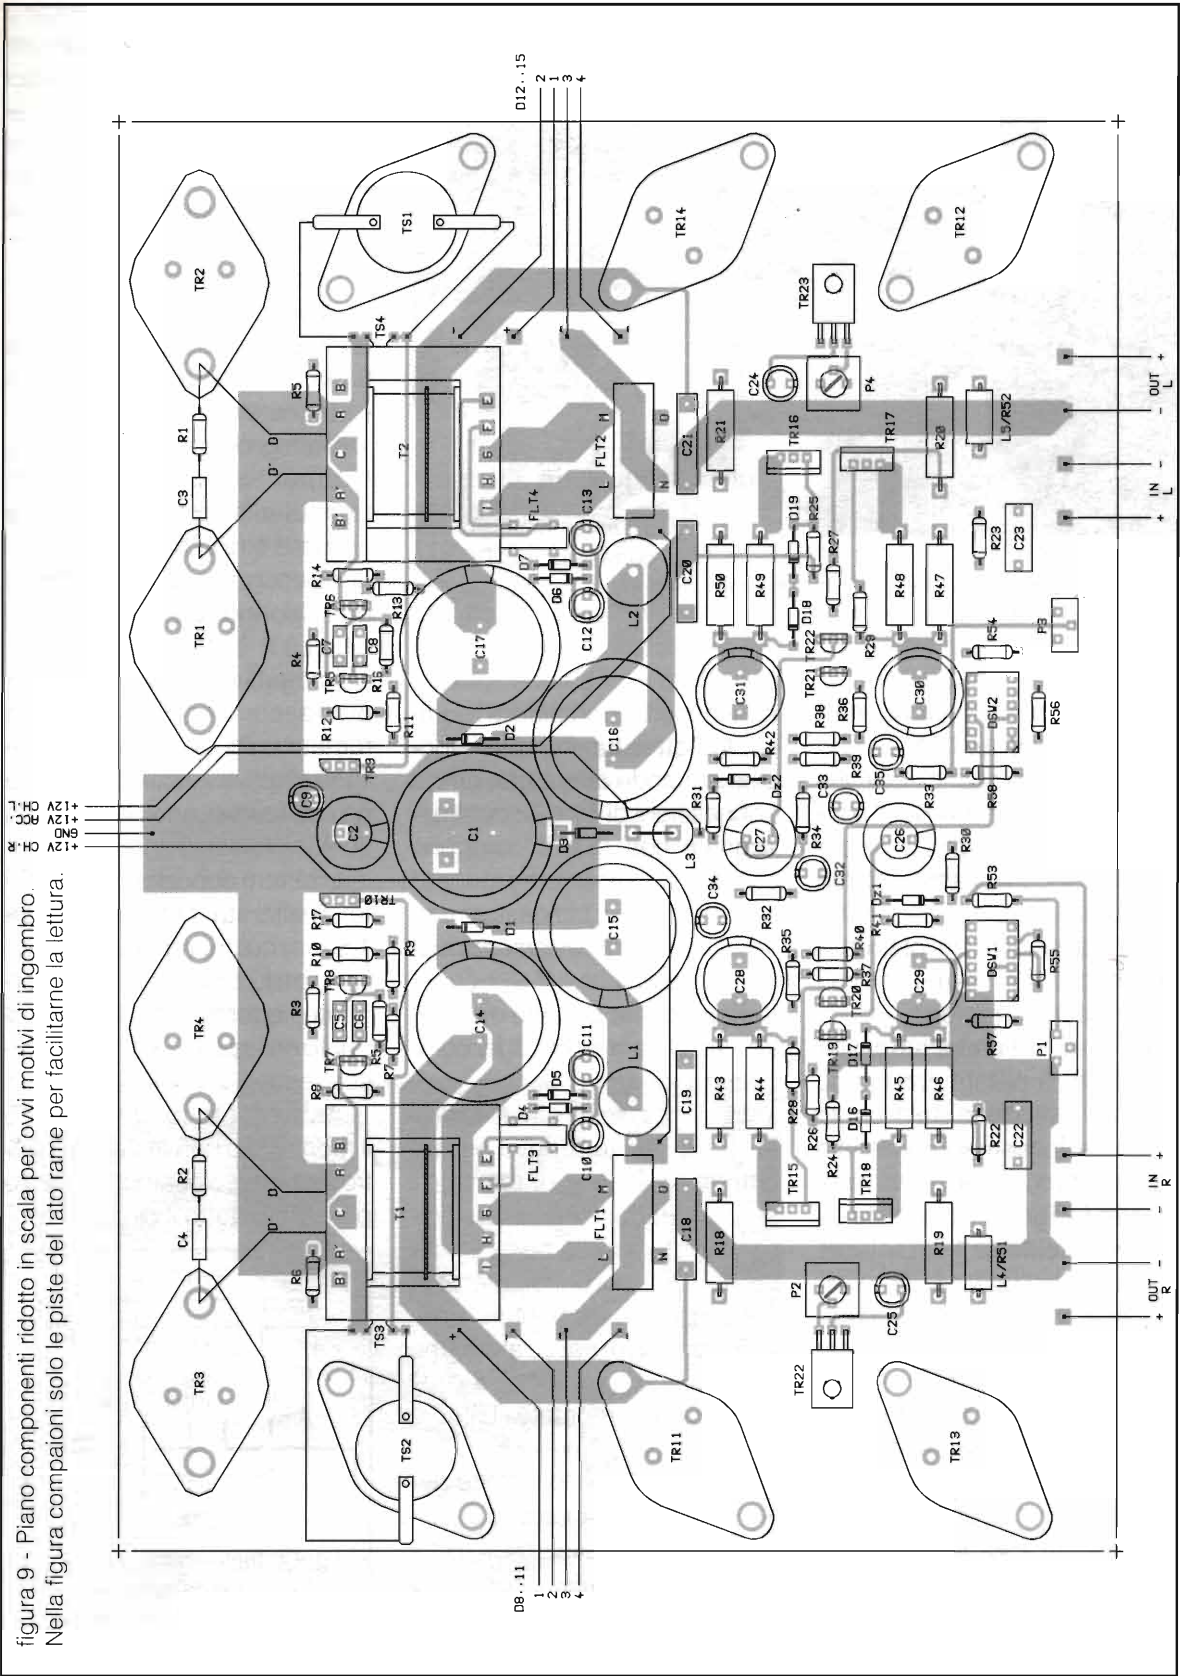 figura 9 - Piano componenti ridotto in scala per ovvi motivi di ingombro.
Nella figura compaioni solo le piste del lato rame per facilitarne la lettura.
+12V CH.R
GND
+12V ACC.
+12V CH.L
TR3
C4
R2
TR4
TR1
C3
R1
TR2
D'
D
D'
D
R6
R3
R4
R5
B'
A'
C
A
B
B'
A'
C
A
B
R8
TR7
C5
C6
R5
R7
TR8
R10
R17
R9
TR10
C2
C9
TR9
R12
R11
TR5
C7
C8
R16
TR6
R14
R13
TS3
TS4
TS2
T1
C14
D1
C1
D2
C17
T2
TS1
I
H
G
F
E
I
H
G
F
E
D8..11
1
2
3
4
D12..15
2
1
3
4
FLT3
D4
D5
C10
C11
D3
D6
D7
C12
C13
FLT4
L
M
FLT1
N
O
L1
C15
L3
C16
L2
L
M
FLT2
N
O
TR11
TR14
C18
C19
C20
C21
R18
R43
R44
C28
C34
R32
R31
C27
Dz2
R42
C31
R50
R49
R21
C24
TR15
R28
R26
R35
C32
R34
C33
R39
R38
D18
D19
R25
R27
TR16
TR22
P2
R24
D16
D17
TR19
TR20
R37
R40
R36
TR21
TR22
R29
TR17
P4
TR23
C25
TR18
R45
R46
C29
R41
Dz1
C26
C35
R33
C30
R48
R47
R20
R19
L4/R51
R22
C22
R57
P1
DSW1
R55
R53
R30
R58
DSW2
R56
R54
P3
R23
C23
L5/R52
TR13
TR12
+
-
OUT
R
-
+
IN
R
+
-
IN
L
-
+
OUT
L